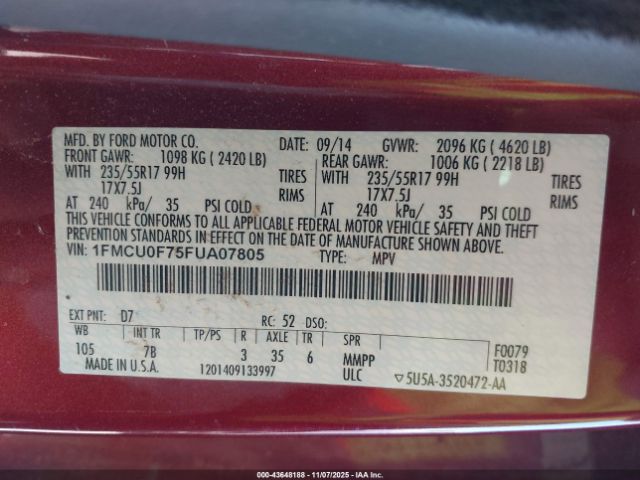 MFD. BY FORD MOTOR CO. DATE: 09/14 GVWR: 2096 KG ( 4620 LB)
FRONT GAWR: 1098 KG ( 2420 LB) REAR GAWR: 1006 KG ( 2218 LB)
WITH 235/55R17 99H TIRES WITH 235/55R17 99H TIRES
17X7.5J RIMS 17X7.5J RIMS
AT 240 kPa/ 35 PSI COLD AT 240 kPa/ 35 PSI COLD
THIS VEHICLE CONFORMS TO ALL APPLICABLE FEDERAL MOTOR VEHICLE SAFETY AND THEFT
PREVENTION STANDARDS IN EFFECT ON THE DATE OF MANUFACTURE SHOWN ABOVE.
VIN: 1FMCU0F75FUA07805 TYPE: MPV
EXT PNT: D7 RC: 52 DSO:
WB INT TR TP/PS R AXLE TR SPR
105 7B 3 35 6 MMPP F0079
MADE IN U.S.A. 1201409133997 ULC T0318
▽5U5A-3520472-AA
000-43648188 - 11/07/2025 - IAAI.com